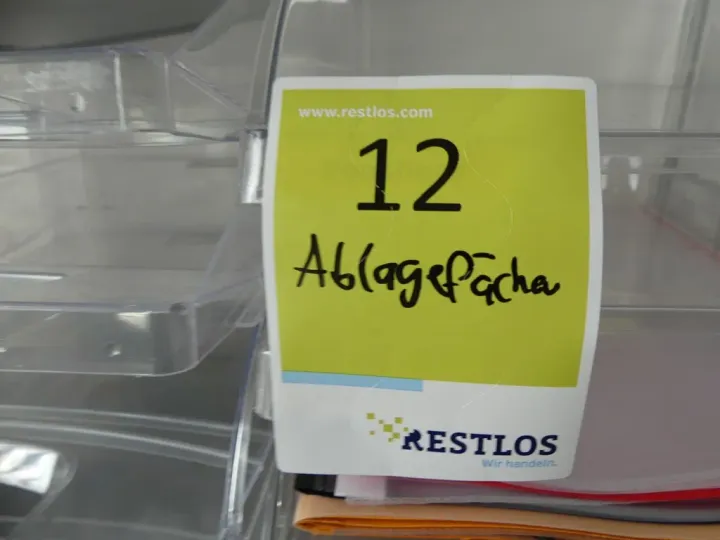 www.restlos.com
12
Ablagefächer
RESTLOS
Wir handeln.